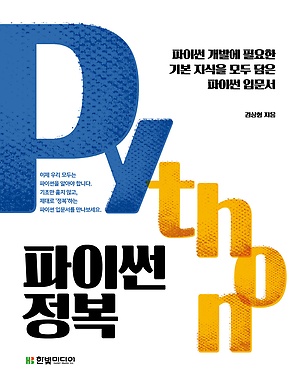 파이썬 개발에 필요한
기본 지식을 모두 담은
파이썬 입문서
김상형 지음
Python
이제 우리 모두는
파이썬을 알아야 합니다.
기초만 훑지 않고,
제대로 '정복'하는
파이썬 입문서를 만나보세요.
파이썬
정복
한빛미디어